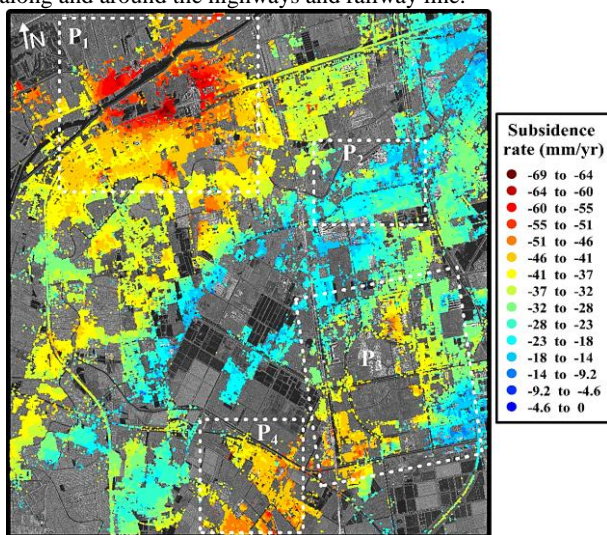 along and around the highways and railway line.
N
P1
P2
P3
P4
Subsidence
rate (mm/yr)
-69 to -64
-64 to -60
-60 to -55
-55 to -51
-51 to -46
-46 to -41
-41 to -37
-37 to -32
-32 to -28
-28 to -23
-23 to -18
-18 to -14
-14 to -9.2
-9.2 to -4.6
-4.6 to 0